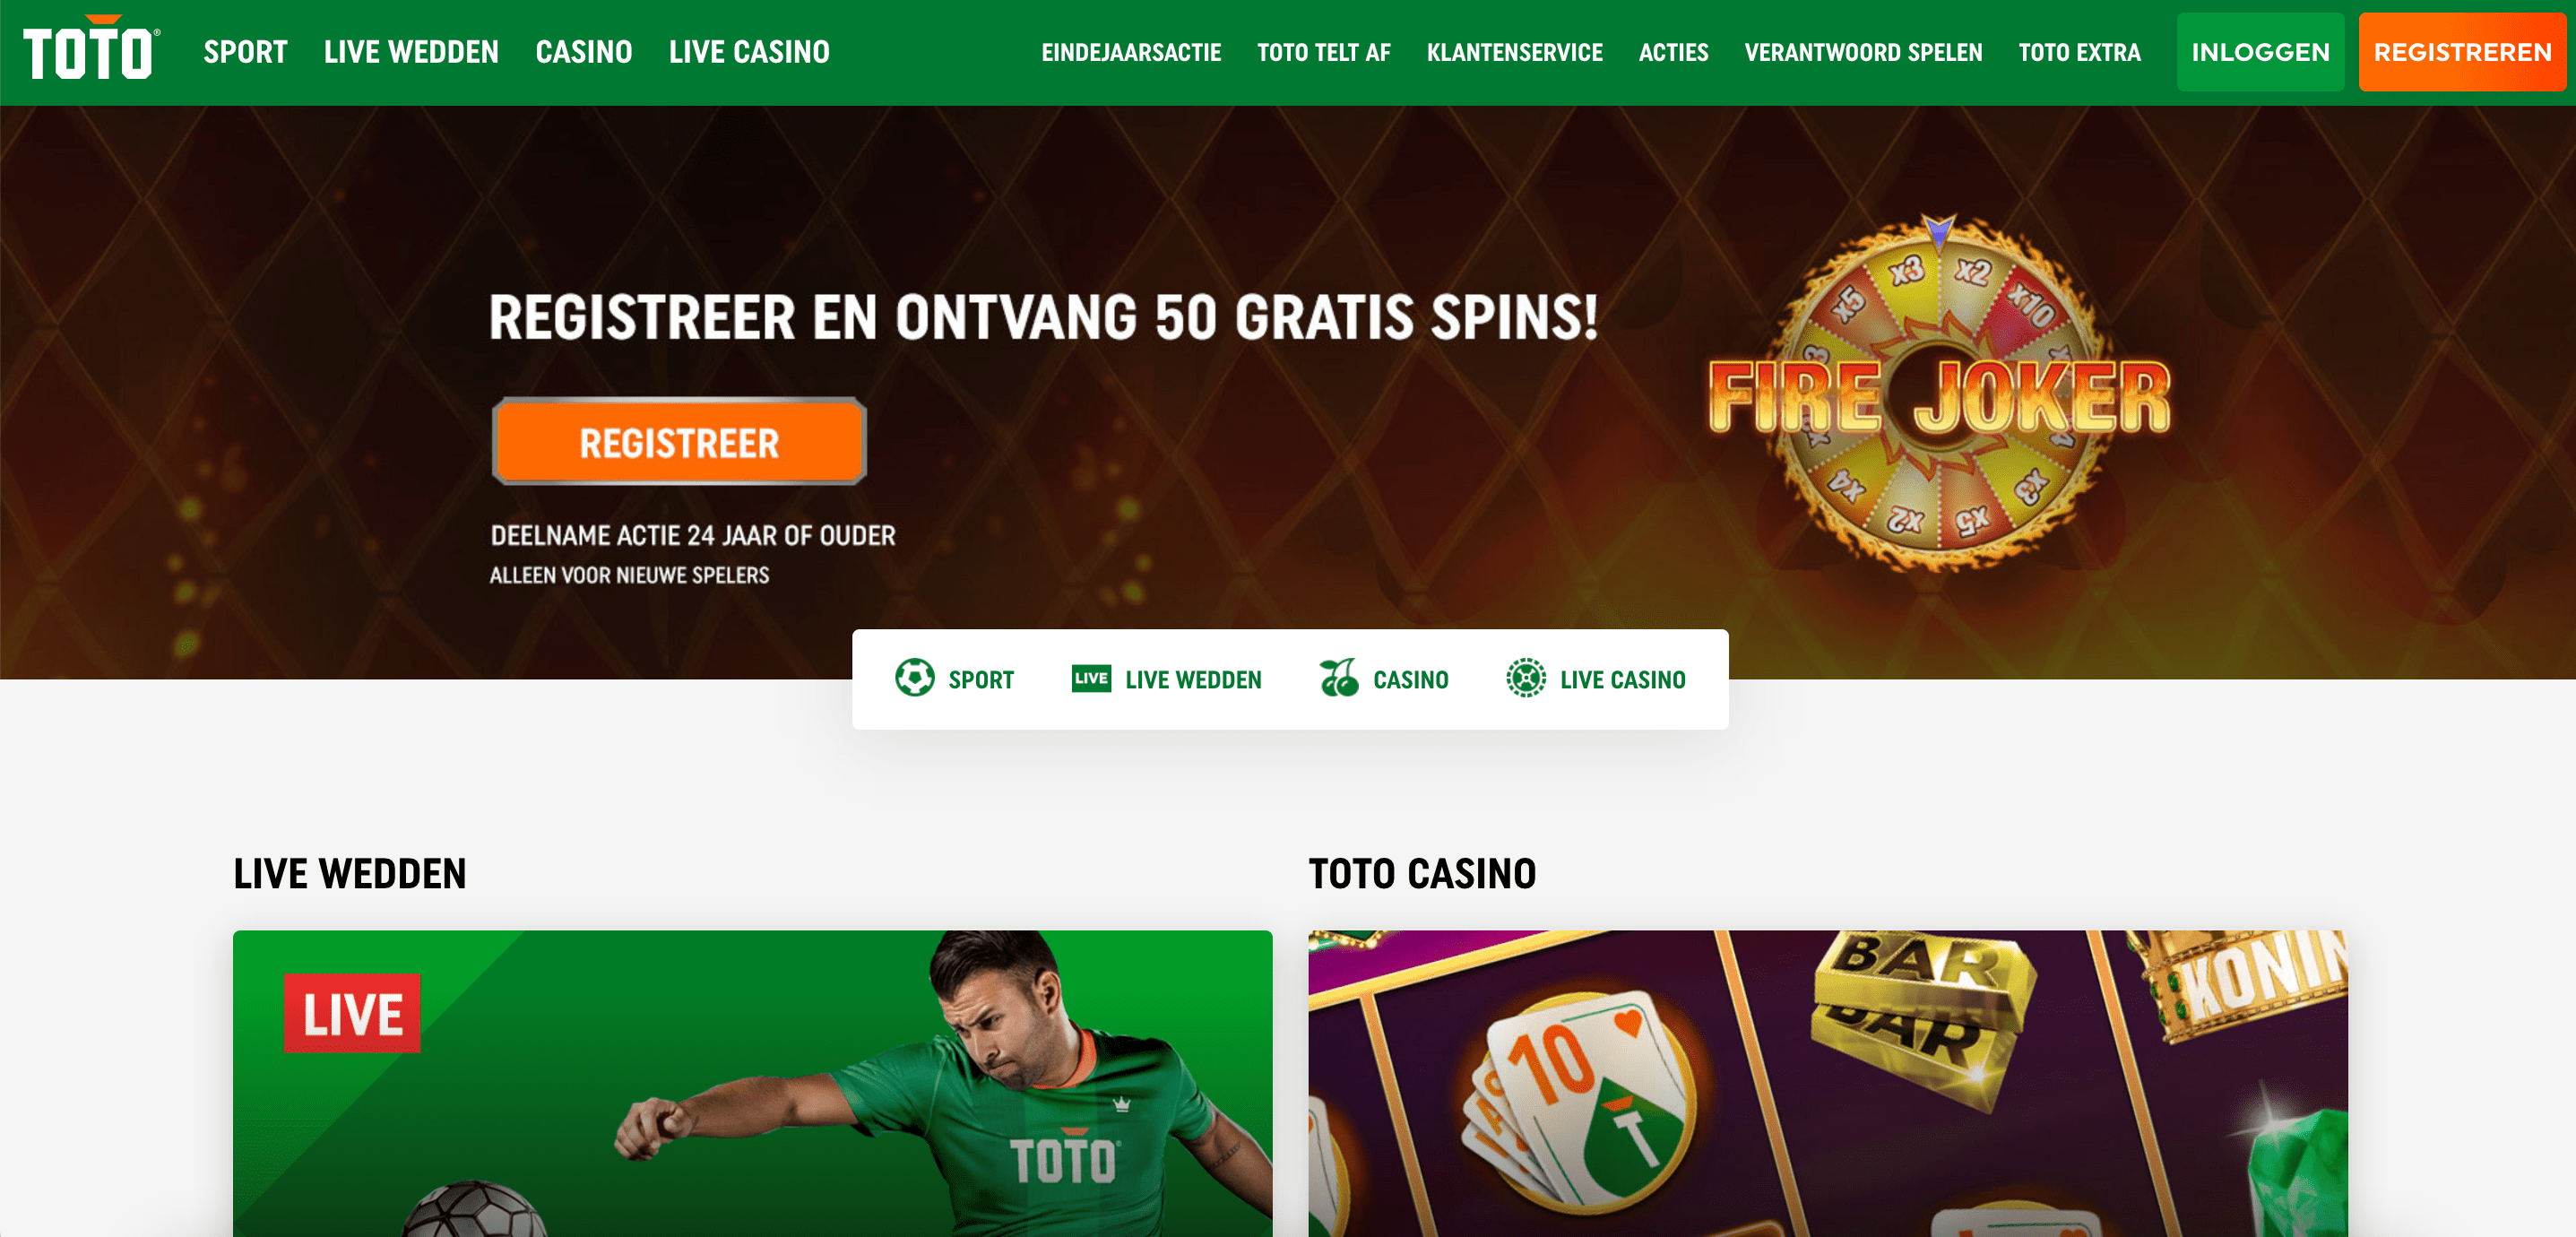 TOTO®
SPORT
LIVE WEDDEN
CASINO
LIVE CASINO
EINDEJAARSACTIE
TOTO TELT AF
KLANTENSERVICE
ACTIES
VERANTWOORD SPELEN
TOTO EXTRA
INLOGGEN
REGISTREREN
REGISTREER EN ONTVANG 50 GRATIS SPINS!
REGISTREER
DEELNAME ACTIE 24 JAAR OF OUDER
ALLEEN VOOR NIEUWE SPELERS
x5
x3
x2
x10
FIRE JOKER
x4
x2
x5
x3
SPORT
LIVE
LIVE WEDDEN
CASINO
LIVE CASINO
LIVE WEDDEN
LIVE
TOTO
TOTO CASINO
10
T
BAR
BAR